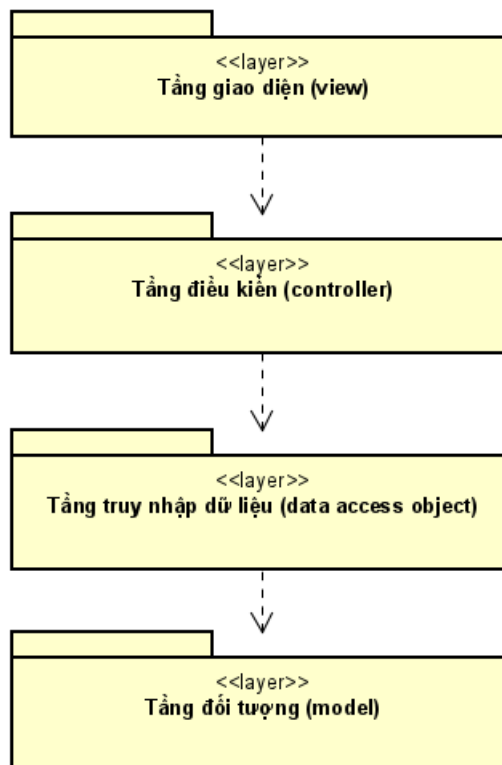 <<layer>>
Tầng giao diện (view)
<<layer>>
Tầng điều kiển (controller)
<<layer>>
Tầng truy nhập dữ liệu (data access object)
<<layer>>
Tầng đối tượng (model)